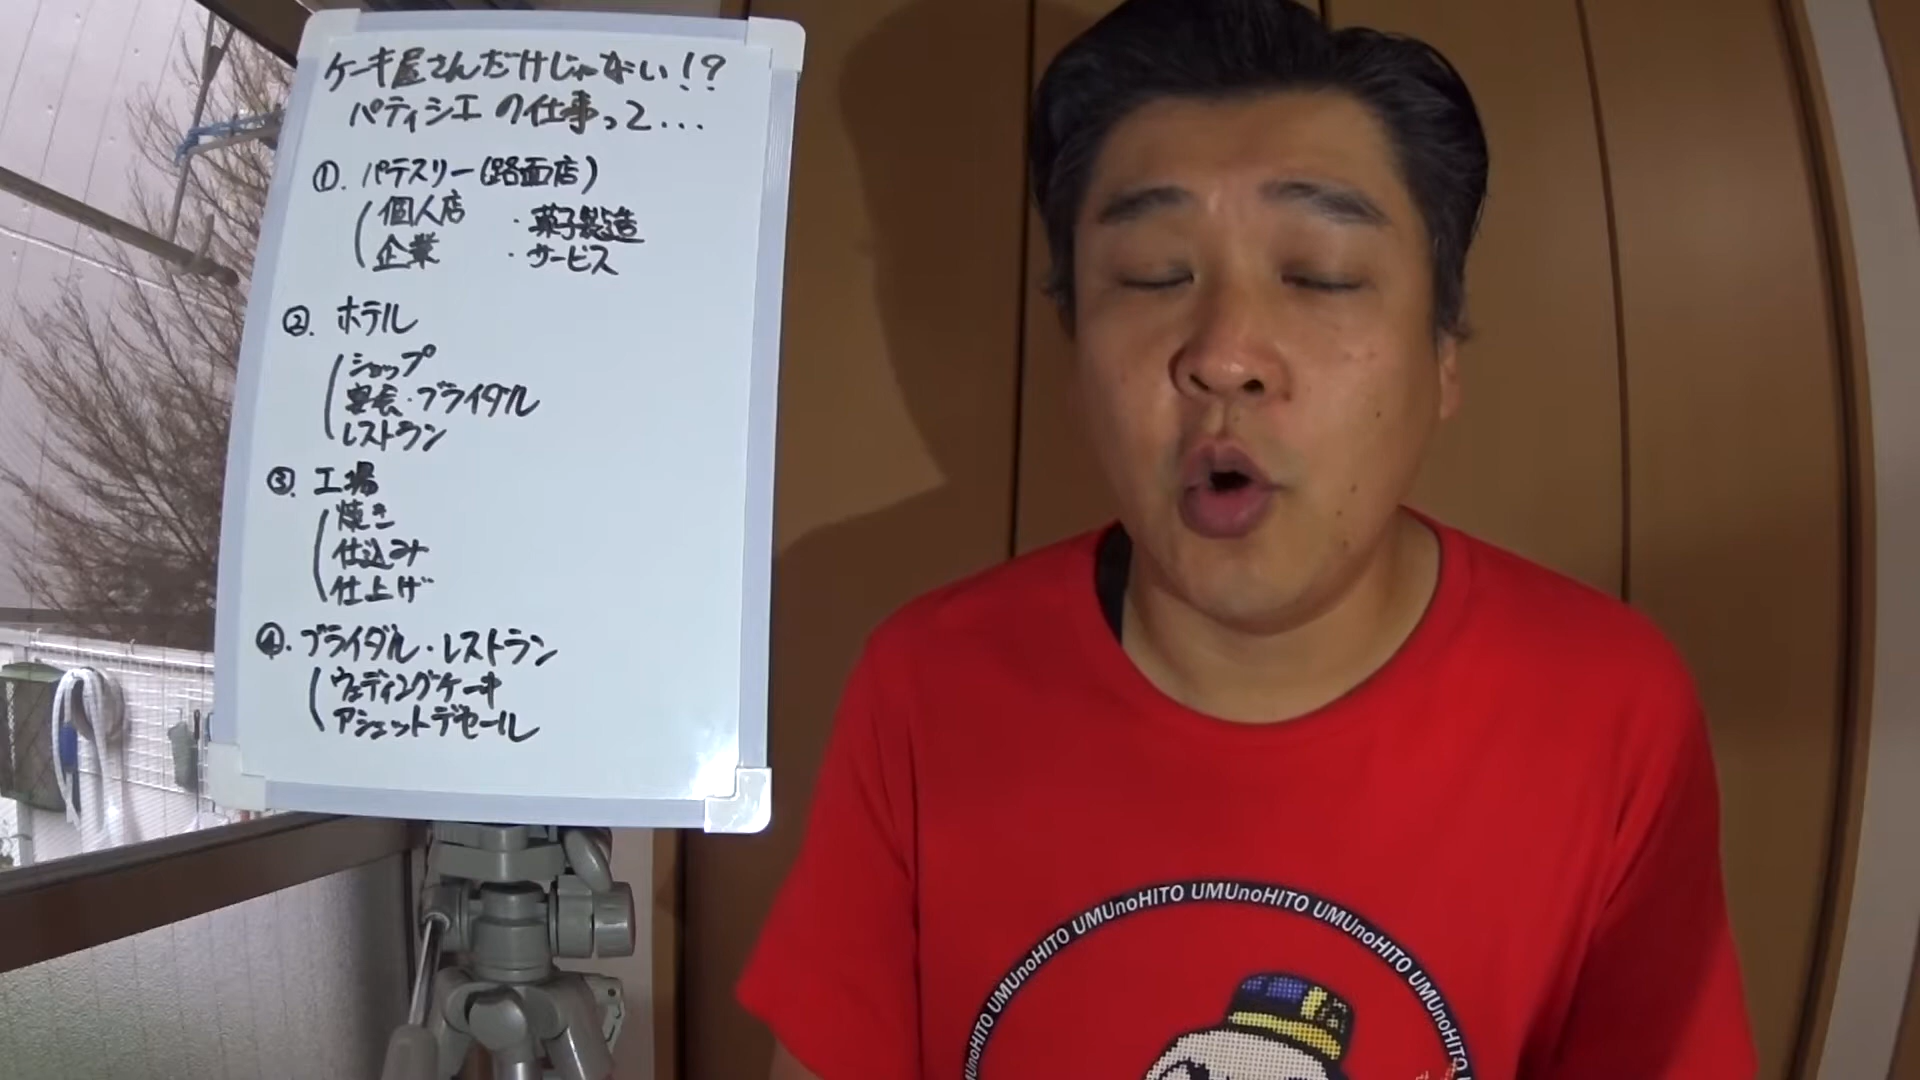 ケーキ屋さんだけじゃない!?
パティシエの仕事って...
①. パテスリー(路面店)
個人店 ・菓子製造
企業 ・サービス
②. ホテル
ショップ
宴会・ブライダル
レストラン
③. 工場
焼き
仕込み
仕上げ
④. ブライダル・レストラン
ウェディングケーキ
アシェットデセール
UMUnoHITO UMUnoHITO UMUnoHITO UMUnoHITO UMUnoHITO UMUnoHITO